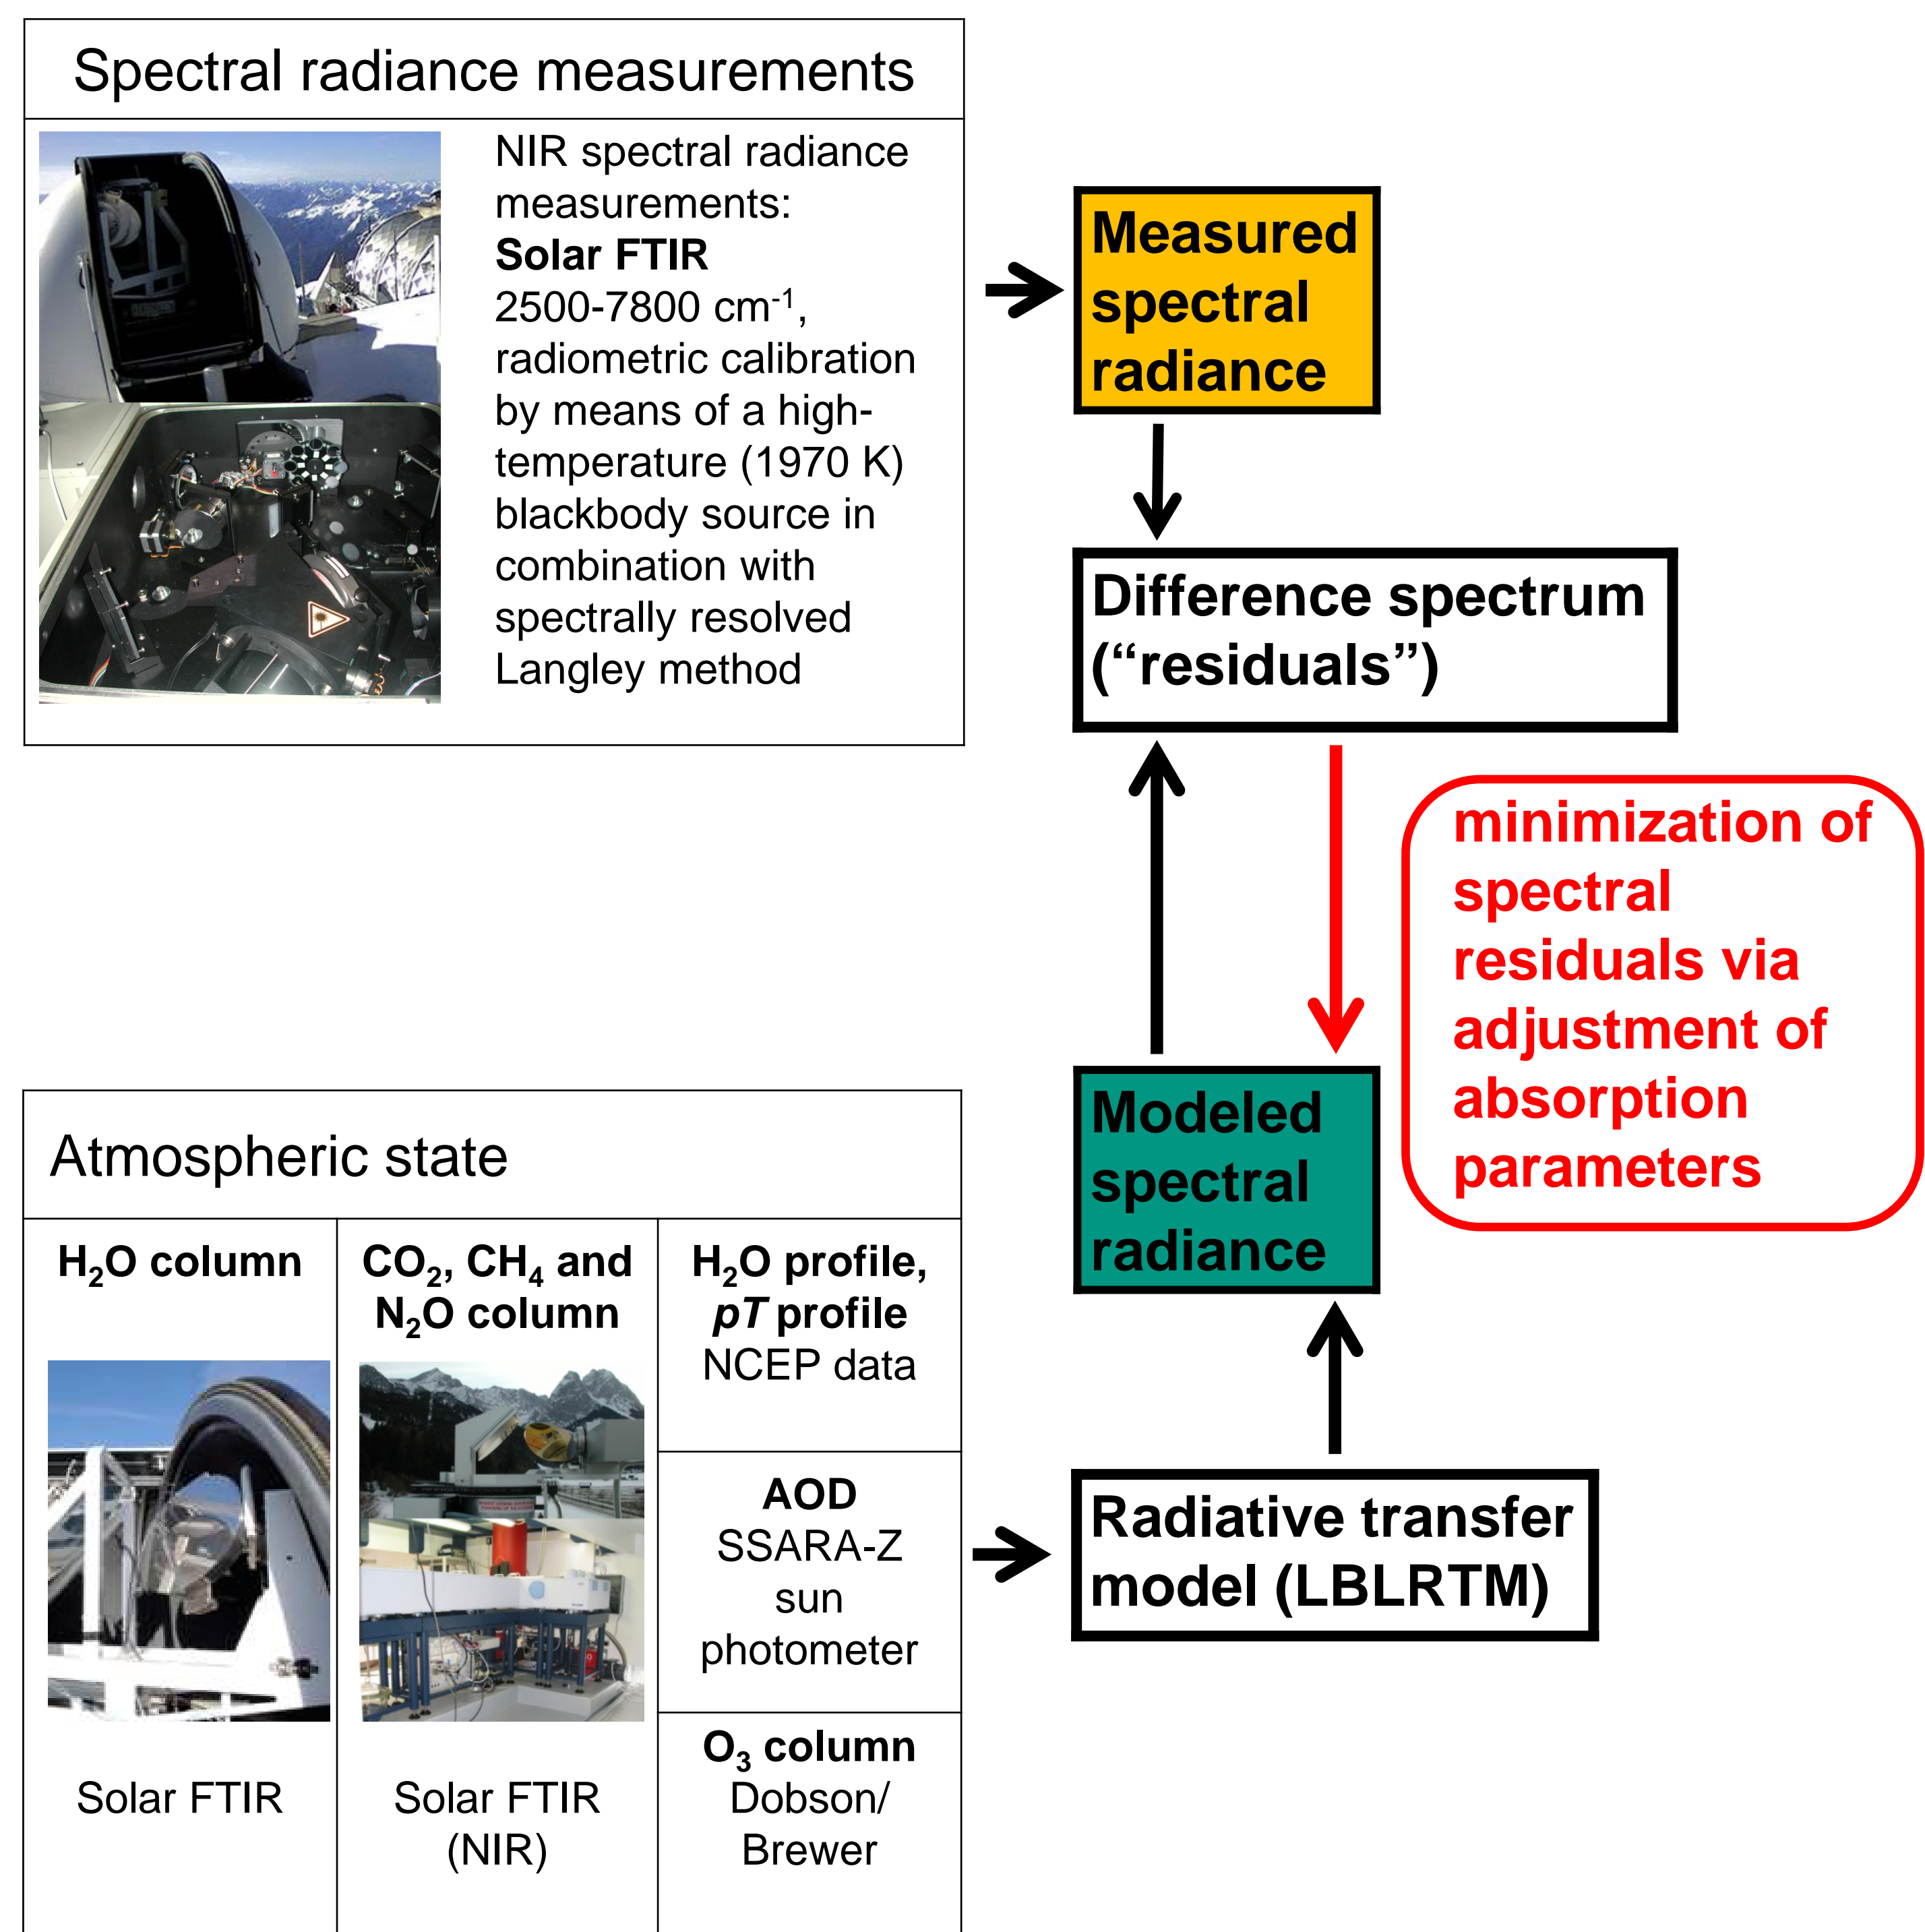 Spectral radiance measurements
NIR spectral radiance
measurements:
Solar FTIR
2500-7800 cm⁻¹,
radiometric calibration
by means of a high-
temperature (1970 K)
blackbody source in
combination with
spectrally resolved
Langley method
Measured
spectral
radiance
Difference spectrum
(“residuals”)
minimization of
spectral
residuals via
adjustment of
absorption
parameters
Modeled
spectral
radiance
Radiative transfer
model (LBLRTM)
Atmospheric state
H₂O column
Solar FTIR
CO₂, CH₄ and
N₂O column
Solar FTIR
(NIR)
H₂O profile,
pT profile
NCEP data
AOD
SSARA-Z
sun
photometer
O₃ column
Dobson/
Brewer